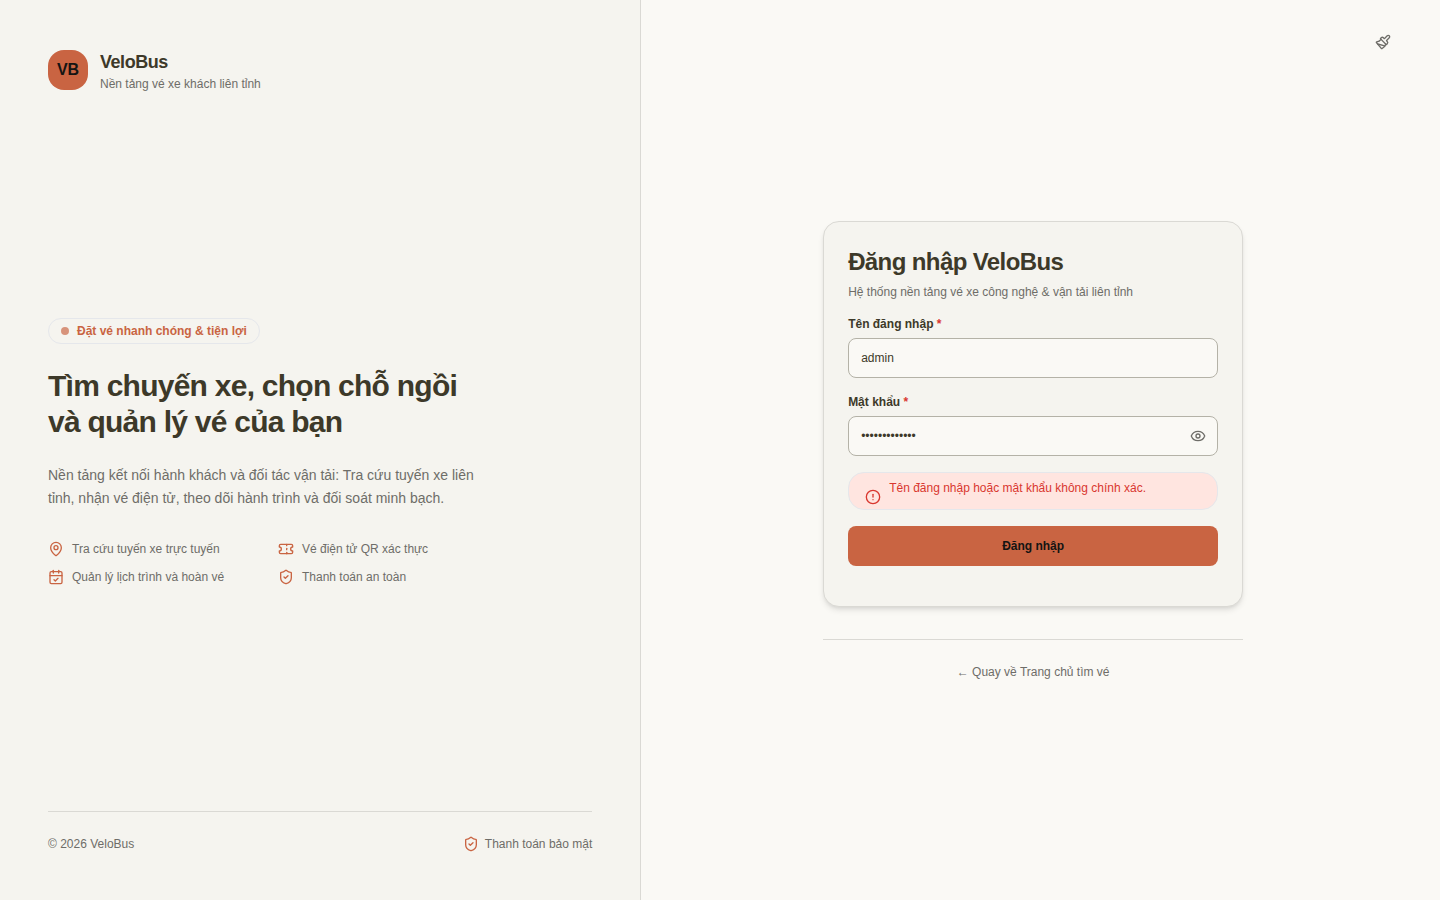 VB
VeloBus
Nền tảng vé xe khách liên tỉnh
Đặt vé nhanh chóng & tiện lợi
Tìm chuyến xe, chọn chỗ ngồi
và quản lý vé của bạn
Nền tảng kết nối hành khách và đối tác vận tải: Tra cứu tuyến xe liên
tỉnh, nhận vé điện tử, theo dõi hành trình và đối soát minh bạch.
Tra cứu tuyến xe trực tuyến
Vé điện tử QR xác thực
Quản lý lịch trình và hoàn vé
Thanh toán an toàn
© 2026 VeloBus
Thanh toán bảo mật
Đăng nhập VeloBus
Hệ thống nền tảng vé xe công nghệ & vận tải liên tỉnh
Tên đăng nhập *
admin
Mật khẩu *
•••••••••••••
Tên đăng nhập hoặc mật khẩu không chính xác.
Đăng nhập
← Quay về Trang chủ tìm vé